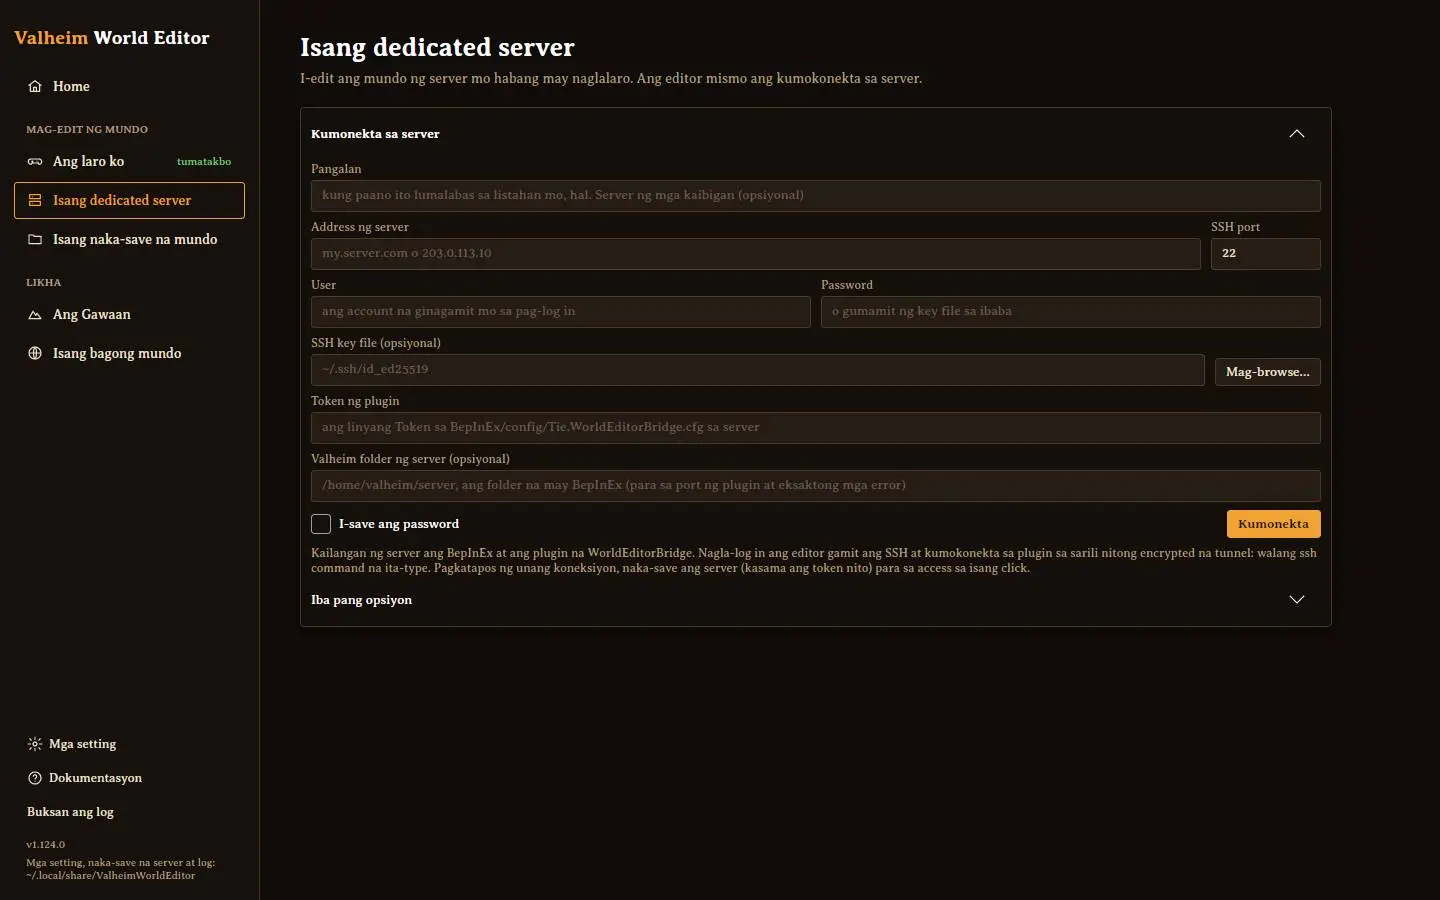 Valheim World Editor
Home
MAG-EDIT NG MUNDO
Ang laro ko
tumatakbo
Isang dedicated server
Isang naka-save na mundo
LIKHA
Ang Gawaan
Isang bagong mundo
Mga setting
Dokumentasyon
Buksan ang log
v1.124.0
Mga setting, naka-save na server at log:
~/.local/share/ValheimWorldEditor
Isang dedicated server
I-edit ang mundo ng server mo habang may naglalaro. Ang editor mismo ang kumokonekta sa server.
Kumonekta sa server
Pangalan
kung paano ito lumalabas sa listahan mo, hal. Server ng mga kaibigan (opsiyonal)
Address ng server
SSH port
my.server.com o 203.0.113.10
22
User
Password
ang account na ginagamit mo sa pag-log in
o gumamit ng key file sa ibaba
SSH key file (opsiyonal)
~/.ssh/id_ed25519
Mag-browse...
Token ng plugin
ang linyang Token sa BepInEx/config/Tie.WorldEditorBridge.cfg sa server
Valheim folder ng server (opsiyonal)
/home/valheim/server, ang folder na may BepInEx (para sa port ng plugin at eksaktong mga error)
I-save ang password
Kumonekta
Kailangan ng server ang BepInEx at ang plugin na WorldEditorBridge. Nagla-log in ang editor gamit ang SSH at kumokonekta sa plugin sa sarili nitong encrypted na tunnel: walang ssh
command na ita-type. Pagkatapos ng unang koneksiyon, naka-save ang server (kasama ang token nito) para sa access sa isang click.
Iba pang opsiyon